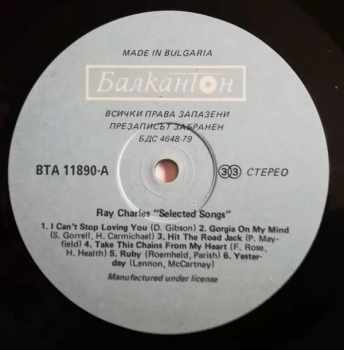 MADE IN BULGARIA
БалканТон
ВСИЧКИ ПРАВА ЗАПАЗЕНИ
ПРЕЗАПИСЪТ ЗАБРАНЕН
БДС 4648-79
ВТА 11890-А
33 СТЕРЕО
Ray Charles "Selected Songs"
1. I Can't Stop Loving You (D. Gibson) 2. Gorgia On My Mind
(S. Gorrell, H. Carmichael) 3. Hit The Road Jack (P. May-
field) 4. Take This Chains From My Heart (F. Rose,
H. Health) 5. Ruby (Roemheld, Parish) 6. Yester-
day (Lennon, McCartney)
Manufactured under license